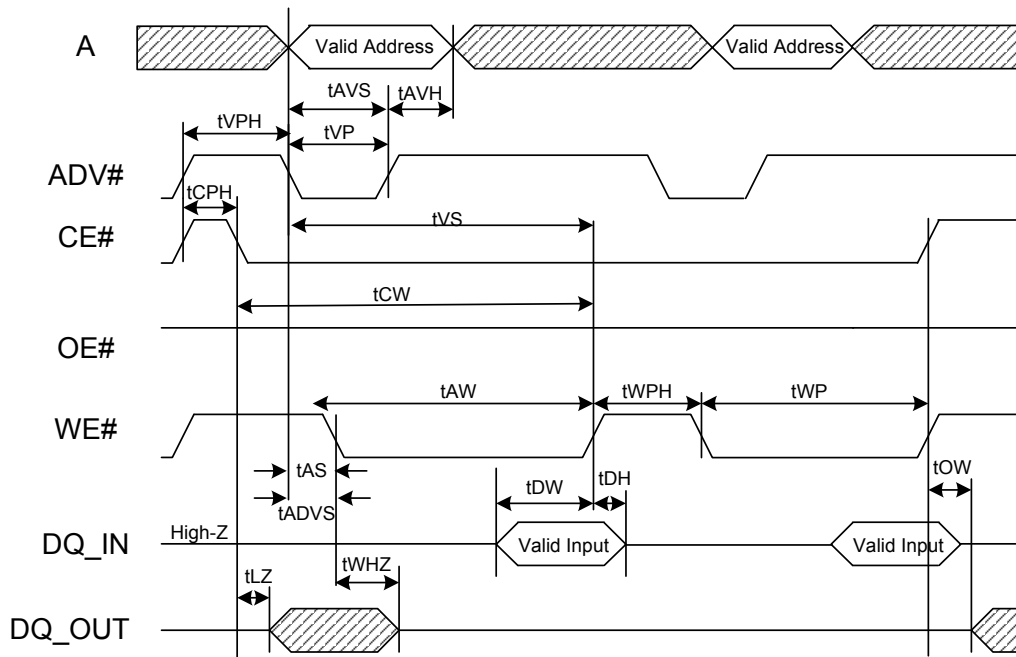 A
Valid Address
Valid Address
tAVS
tAVH
tVPH
tVP
ADV#
tCPH
tVS
CE#
tCW
OE#
tAW
tWPH
tWP
WE#
tAS
tDW
tDH
tOW
tADVS
High-Z
DQ_IN
Valid Input
Valid Input
tWHZ
tLZ
DQ_OUT